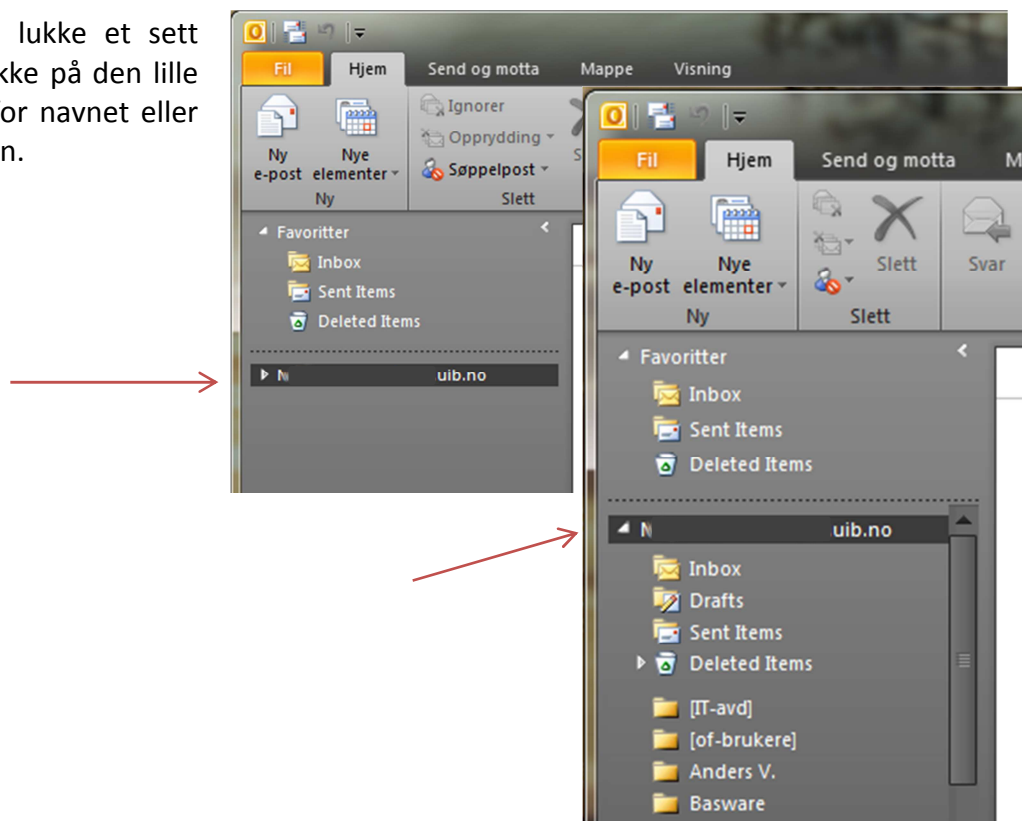 lukke et sett
kke på den lille
or navnet eller
n.
Fil Hjem Send og motta Mappe Visning
Ignorer
Opprydding
Søppelpost
Ny e-post
Nye elementer
Ny Slett
Favoritter
Inbox
Sent Items
Deleted Items
N uib.no
Fil Hjem Send og motta M
Ny e-post
Nye elementer
Slett Svar
Ny Slett
Favoritter
Inbox
Sent Items
Deleted Items
N .uib.no
Inbox
Drafts
Sent Items
Deleted Items
[IT-avd]
[of-brukere]
Anders V.
Basware